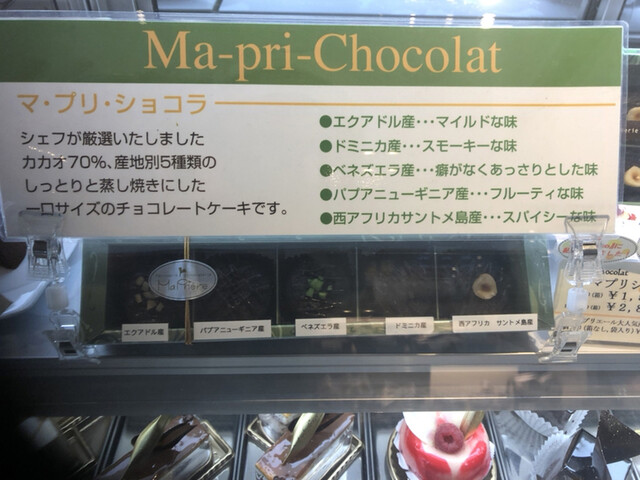 Ma-pri-Chocolat
マ・プリ・ショコラ
シェフが厳選いたしました
カカオ70%、産地別5種類の
しっとりと蒸し焼きにした
一口サイズのチョコレートケーキです。
●エクアドル産・・・マイルドな味
●ドミニカ産・・・スモーキーな味
●ベネズエラ産・・・癖がなくあっさりとした味
●パプアニューギニア産・・・フルーティな味
●西アフリカサントメ島産・・・スパイシーな味
エクアドル産
パプアニューギニア産
ベネズエラ産
ドミニカ産
西アフリカ サントメ島産
Chocolat
マプリシ